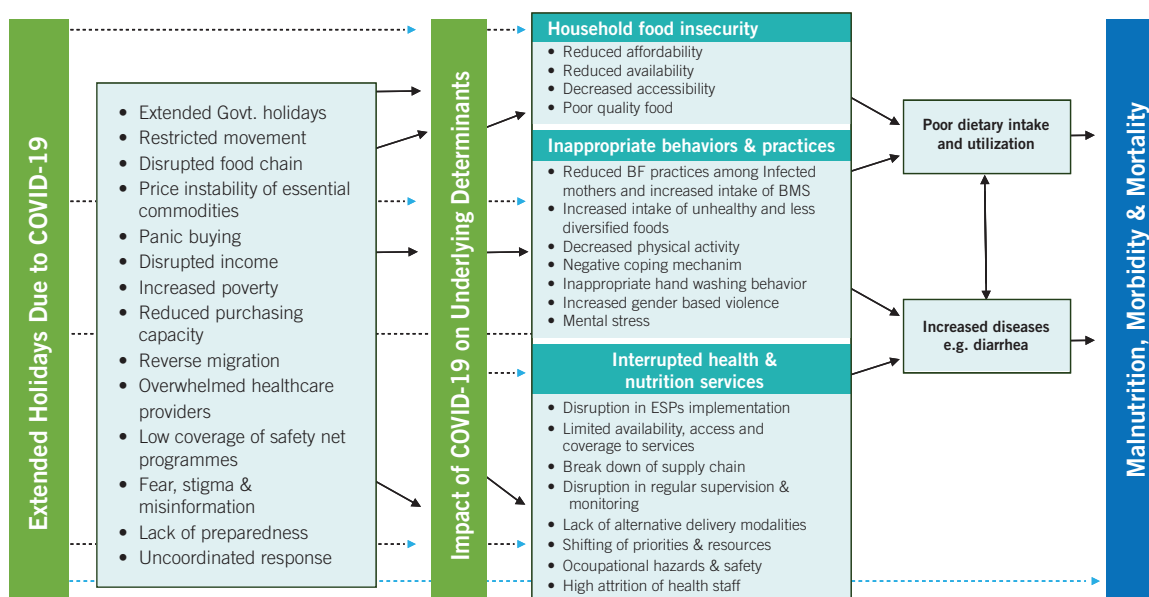 Extended Holidays Due to COVID-19
• Extended Govt. holidays
• Restricted movement
• Disrupted food chain
• Price instability of essential
commodities
• Panic buying
• Disrupted income
• Increased poverty
• Reduced purchasing
capacity
• Reverse migration
• Overwhelmed healthcare
providers
• Low coverage of safety net
programmes
• Fear, stigma &
misinformation
• Lack of preparedness
• Uncoordinated response
Impact of COVID-19 on Underlying Determinants
Household food insecurity
• Reduced affordability
• Reduced availability
• Decreased accessibility
• Poor quality food
Inappropriate behaviors & practices
• Reduced BF practices among Infected
mothers and increased intake of BMS
• Increased intake of unhealthy and less
diversified foods
• Decreased physical activity
• Negative coping mechanim
• Inappropriate hand washing behavior
• Increased gender based violence
• Mental stress
Interrupted health &
nutrition services
• Disruption in ESPs implementation
• Limited availability, access and
coverage to services
• Break down of supply chain
• Disruption in regular supervision &
monitoring
• Lack of alternative delivery modalities
• Shifting of priorities & resources
• Ocoupational hazards & safety
• High attrition of health staff
Poor dietary intake
and utilization
Increased diseases
e.g. diarrhea
Malnutrition, Morbidity & Mortality